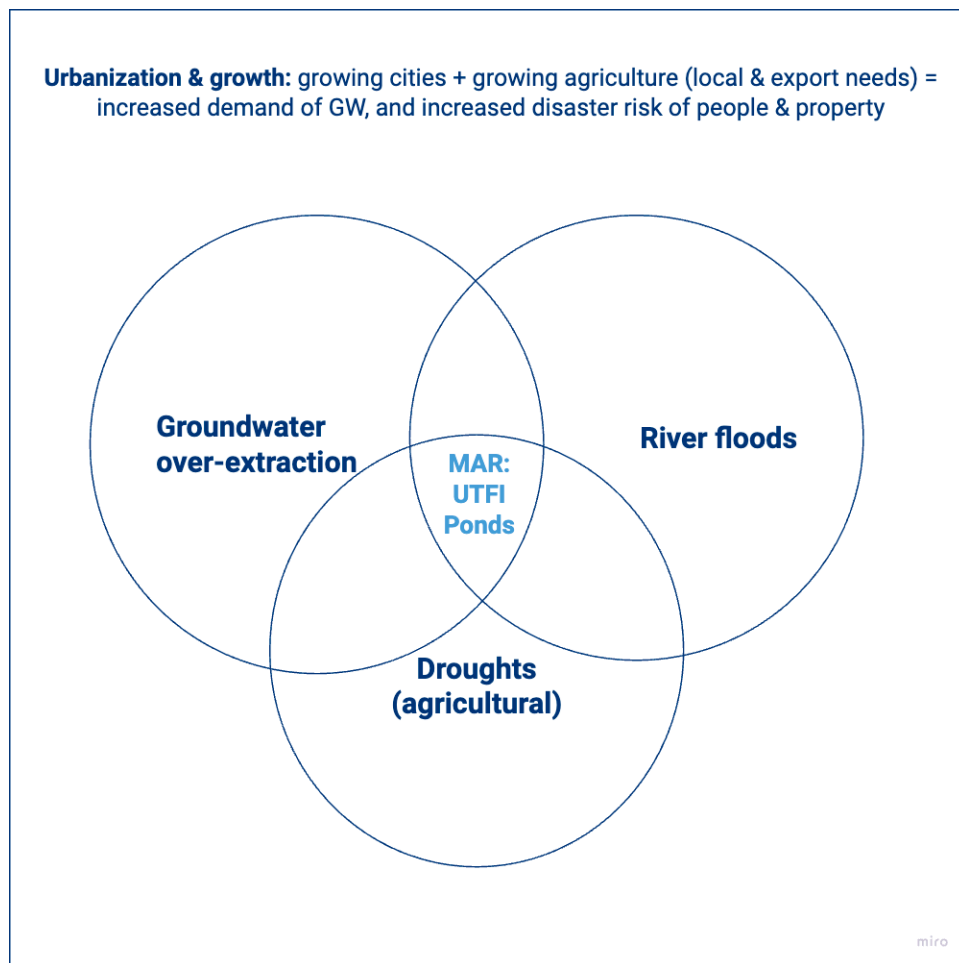 Urbanization & growth: growing cities + growing agriculture (local & export needs) =
increased demand of GW, and increased disaster risk of people & property
Groundwater
over-extraction
River floods
MAR:
UTFI
Ponds
Droughts
(agricultural)
miro